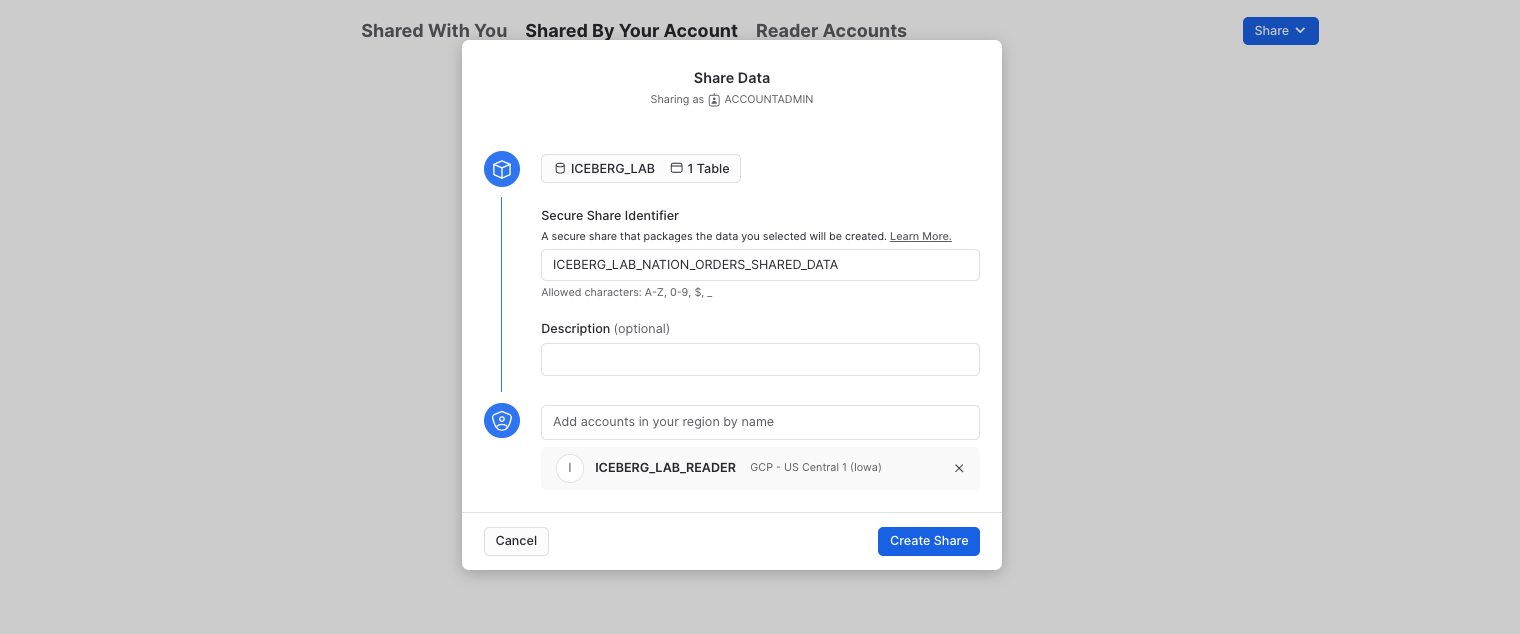 Shared With You Shared By Your Account Reader Accounts Share
Share Data
Sharing as ACCOUNTADMIN
ICEBERG_LAB 1 Table
Secure Share Identifier
A secure share that packages the data you selected will be created. Learn More.
ICEBERG_LAB_NATION_ORDERS_SHARED_DATA
Allowed characters: A-Z, 0-9, $, _
Description (optional)
Add accounts in your region by name
I ICEBERG_LAB_READER GCP - US Central 1 (Iowa)
Cancel Create Share